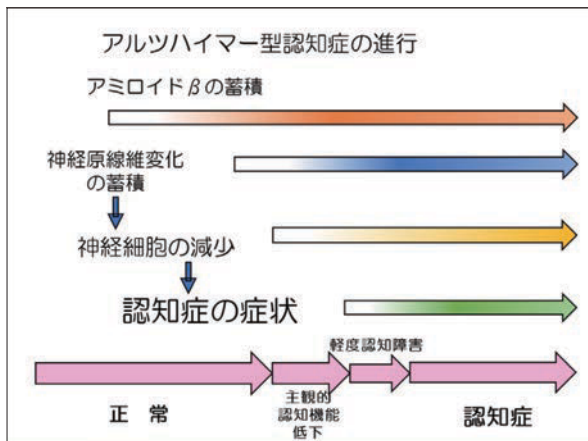 アルツハイマー型認知症の進行
アミロイドβの蓄積
神経原線維変化
の蓄積
神経細胞の減少
認知症の症状
軽度認知障害
正 常
主観的
認知機能
低下
認知症